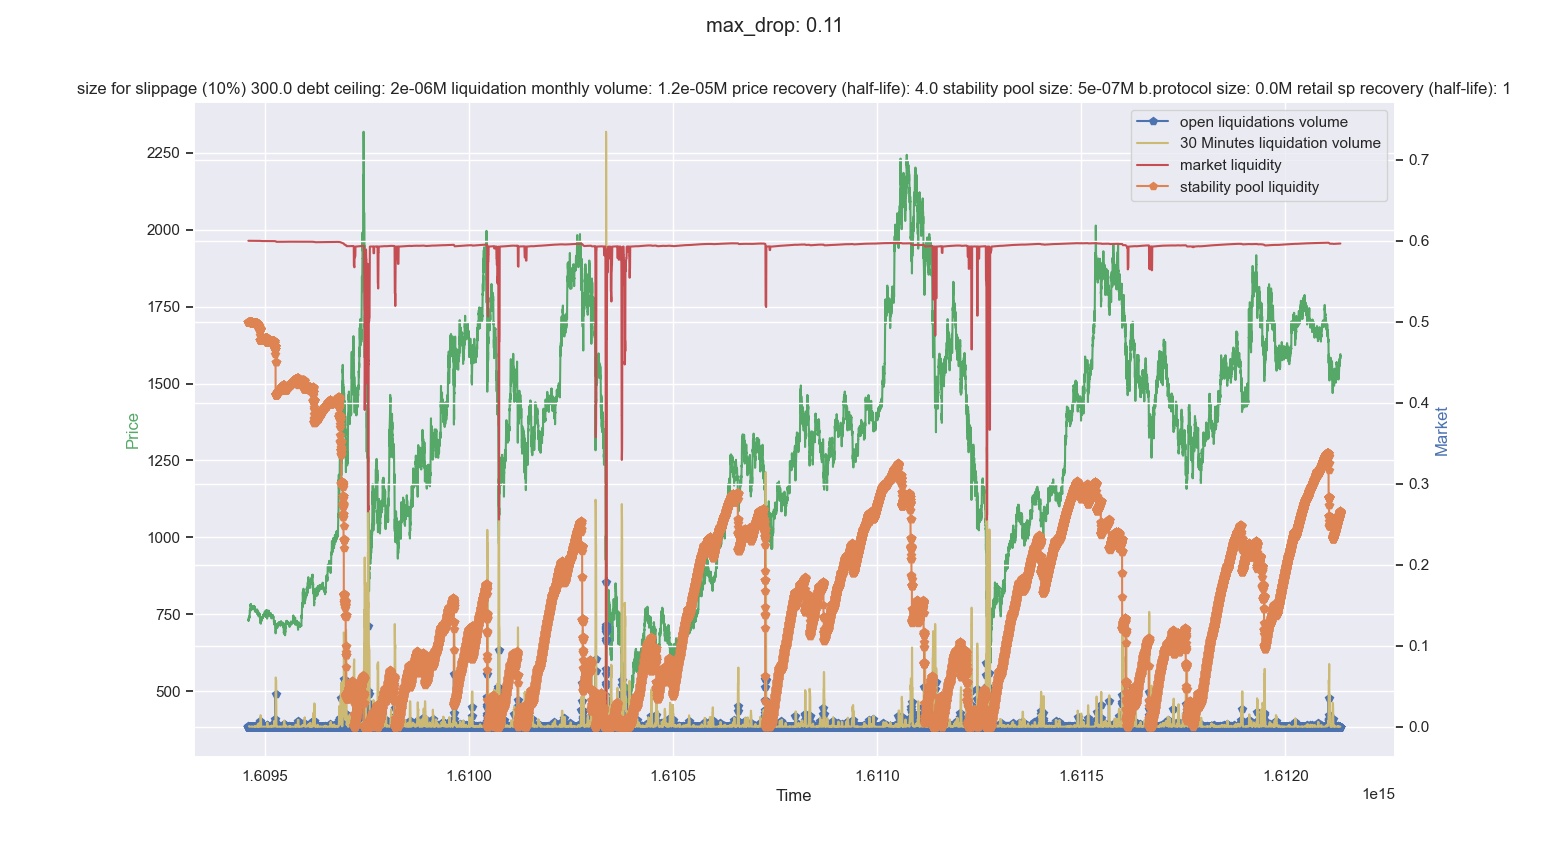 max_drop: 0.11
size for slippage (10%) 300.0 debt ceiling: 2e-06M liquidation monthly volume: 1.2e-05M price recovery (half-life): 4.0 stability pool size: 5e-07M b.protocol size: 0.0M retail sp recovery (half-life): 1
open liquidations volume
30 Minutes liquidation volume
market liquidity
stability pool liquidity
2250
2000
1750
1500
1250
1000
750
500
Price
0.7
0.6
0.5
0.4
0.3
0.2
0.1
0.0
Market
1.6095
1.6100
1.6105
1.6110
1.6115
1.6120
1e15
Time